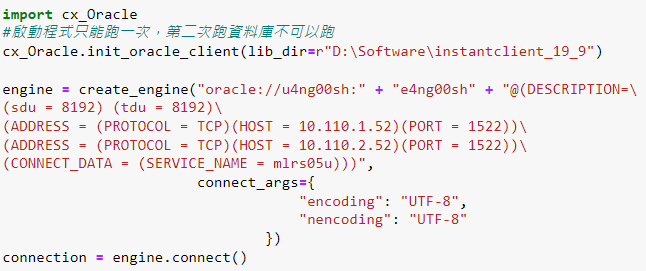 import cx_Oracle
#啟動程式只能跑一次，第二次跑資料庫不可以跑
cx_Oracle.init_oracle_client(lib_dir=r"D:\Software\instantclient_19_9")
engine = create_engine("oracle://u4ng00sh:" + "e4ng00sh" + "@(DESCRIPTION=\
(sdu = 8192) (tdu = 8192)\
(ADDRESS = (PROTOCOL = TCP)(HOST = 10.110.1.52)(PORT = 1522))\
(ADDRESS = (PROTOCOL = TCP)(HOST = 10.110.2.52)(PORT = 1522))\
(CONNECT_DATA = (SERVICE_NAME = mlrs05u)))",
connect_args={
"encoding": "UTF-8",
"nencoding": "UTF-8"
})
connection = engine.connect()